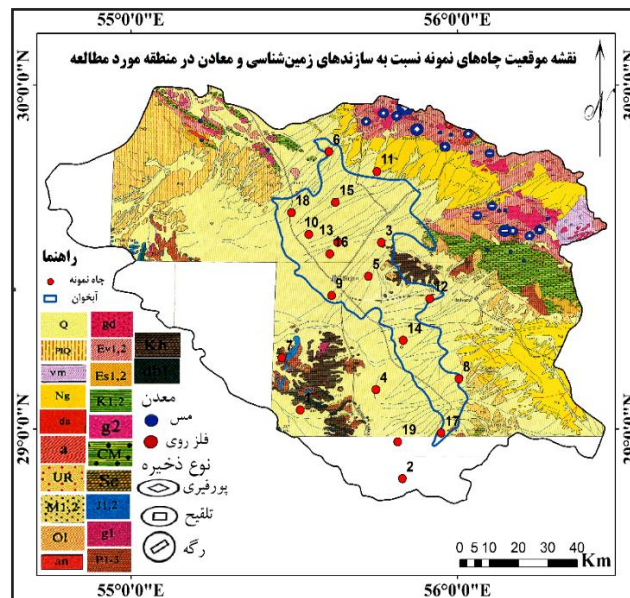 55°0'0"E 56°0'0"E
نقشه موقعیت چاه‌های نمونه نسبت به سازندهای زمین‌شناسی و معادن در منطقه مورد مطالعه
30°0'0"N
30°0'0"N
6
11
15
18
10
13
3
16
5
9
12
14
7
8
4
1
17
19
2
29°0'0"N
29°0'0"N
راهنما
چاه نمونه
آبخوان
Q gd Kh
PlQ Ev1,2
vm Es1,2
Ng K1,2
da g2
a CM
UR Sc
M1,2 J1,2
Ol g1
an P1-3
معدن
مس
فلز روی
نوع ذخیره
پورفیری
تلقیح
رگه
0 5 10 20 30 40
Km
55°0'0"E 56°0'0"E